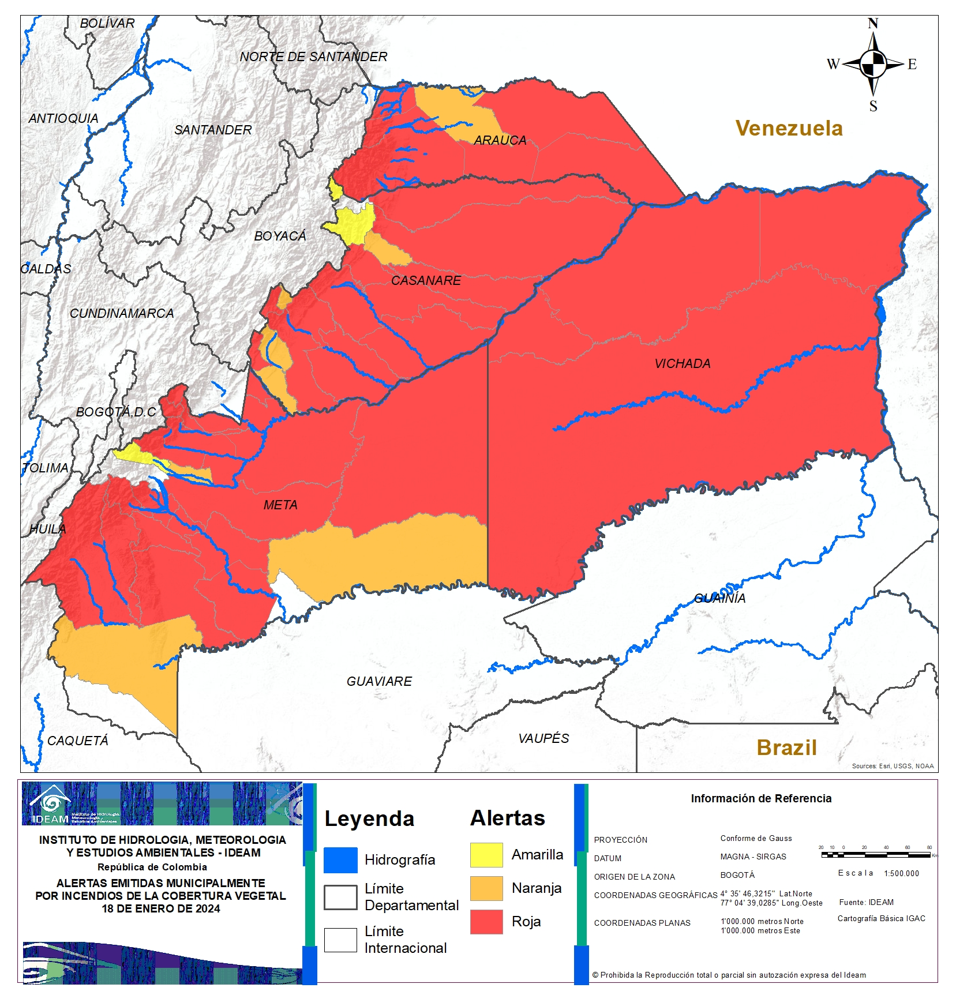 BOLÍVAR
NORTE DE SANTANDER
N
W
E
S
ANTIOQUIA
SANTANDER
Venezuela
ARAUCA
BOYACÁ
CALDAS
CASANARE
CUNDINAMARCA
VICHADA
BOGOTÁ,D.C
TOLIMA
META
HUILA
GUAINÍA
GUAVIARE
CAQUETÁ
VAUPÉS
Brazil
Sources: Esri, USGS, NOAA
IDEAM
Instituto de Hidrología,
Meteorología y
Estudios Ambientales
INSTITUTO DE HIDROLOGIA, METEOROLOGIA
Y ESTUDIOS AMBIENTALES - IDEAM
República de Colombia
ALERTAS EMITIDAS MUNICIPALMENTE
POR INCENDIOS DE LA COBERTURA VEGETAL
18 DE ENERO DE 2024
Leyenda
Hidrografía
Límite
Departamental
Límite
Internacional
Alertas
Amarilla
Naranja
Roja
Información de Referencia
PROYECCIÓN Conforme de Gauss
DATUM MAGNA - SIRGAS
ORIGEN DE LA ZONA BOGOTÁ
COORDENADAS GEOGRÁFICAS 4° 35' 46,3215" Lat.Norte
77° 04' 39,0285" Long.Oeste
COORDENADAS PLANAS 1'000.000 metros Norte
1'000.000 metros Este
20 10 0 20 40 60 80
Km
Escala 1:500.000
Fuente: IDEAM
Cartografía Básica IGAC
© Prohibida la Reproducción total o parcial sin autozación expresa del Ideam